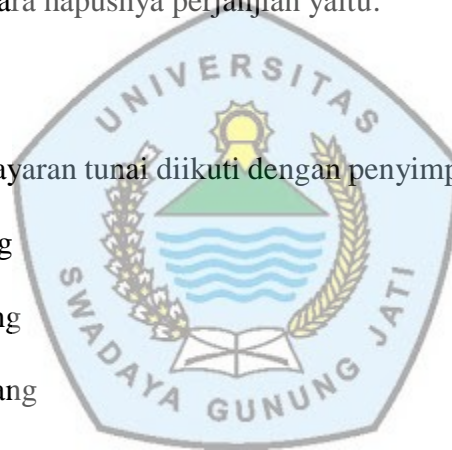 ara hapusnya perjanjian yaitu:
UNIVERSITAS
ayaran tunai diikuti dengan penyimp
g
ng
ang
SWADAYA GUNUNG JATI